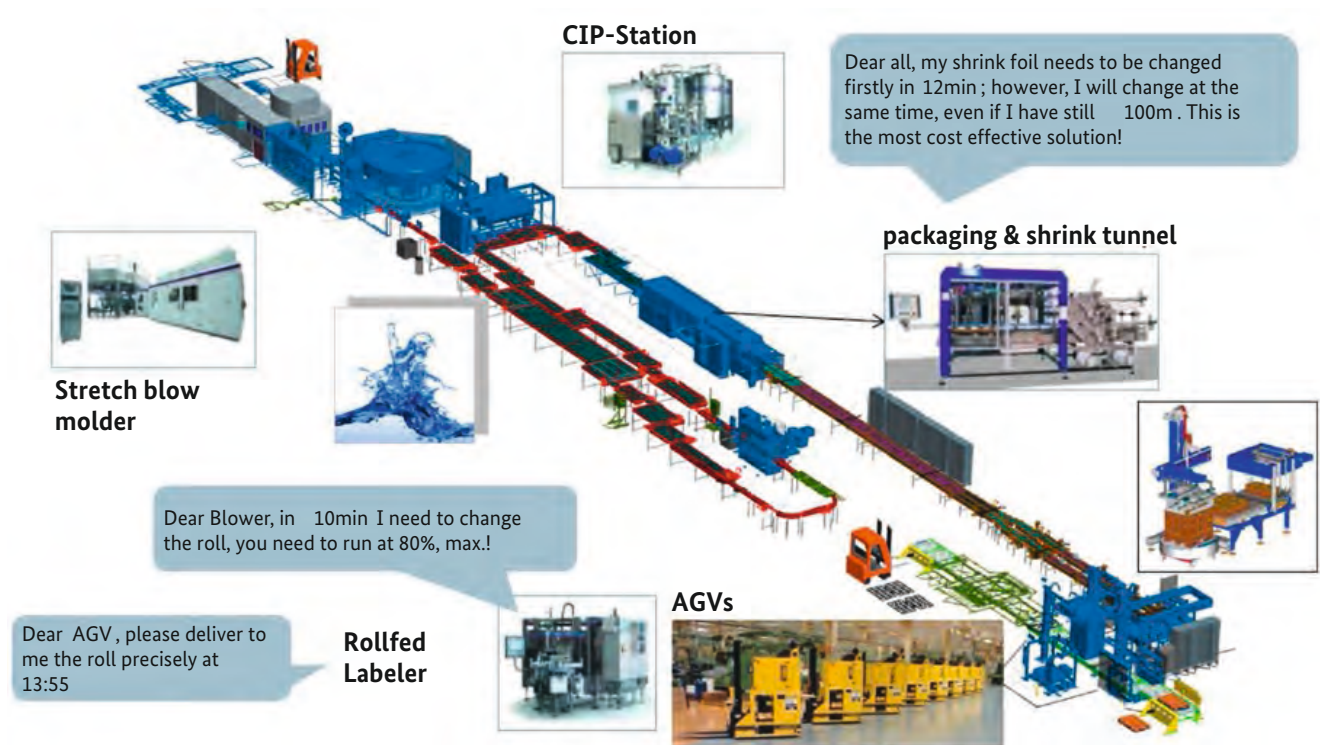 CIP-Station
Dear all, my shrink foil needs to be changed
firstly in 12min ; however, I will change at the
same time, even if I have still 100m . This is
the most cost effective solution!
packaging & shrink tunnel
Stretch blow
molder
Dear Blower, in 10min I need to change
the roll, you need to run at 80%, max.!
Dear AGV , please deliver to
me the roll precisely at
13:55
Rollfed
Labeler
AGVs